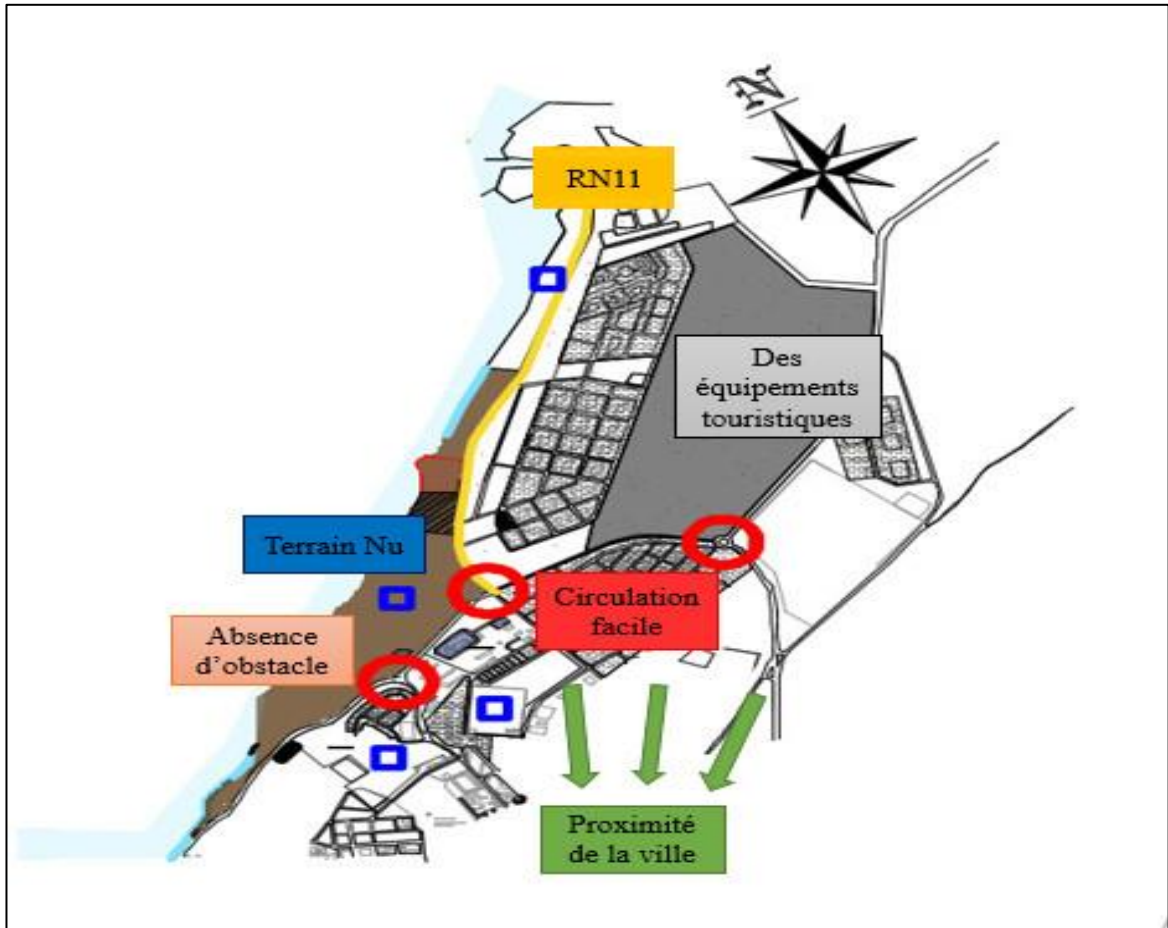 N
RN11
Des
équipements
touristiques
Terrain Nu
Circulation
facile
Absence
d'obstacle
Proximité
de la ville